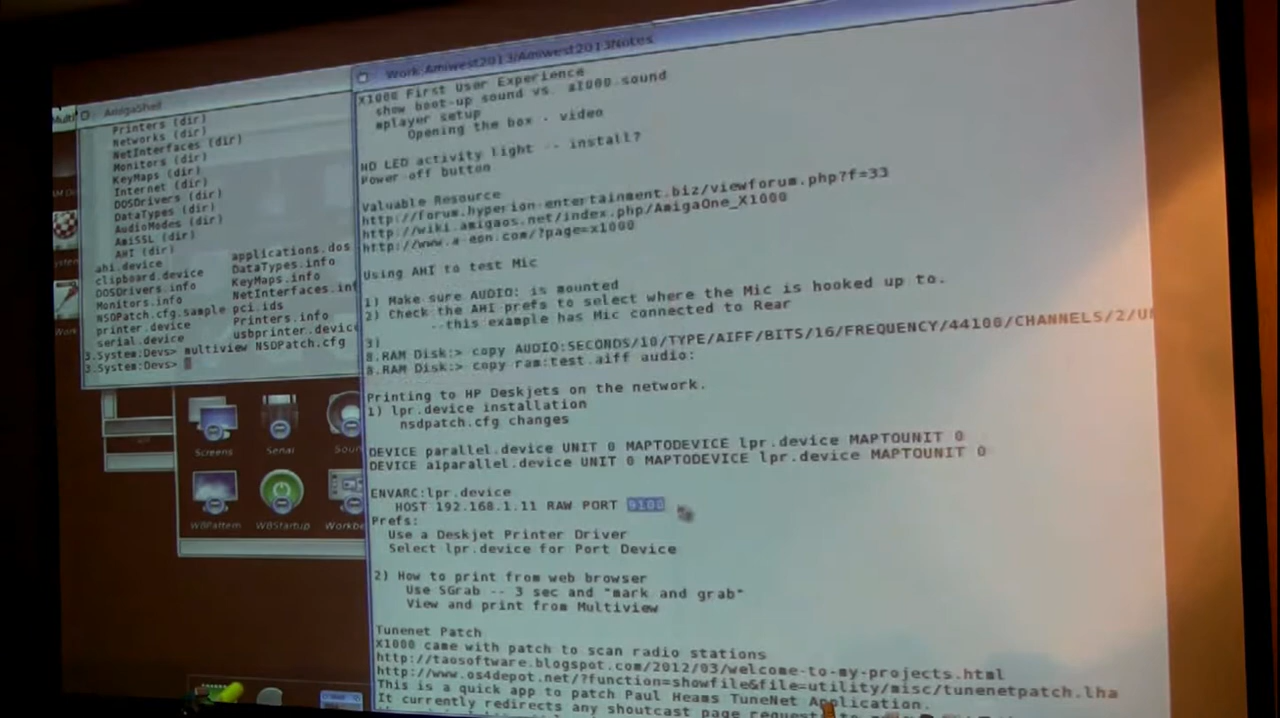 AmigaShell
Printers (dir)
Networks (dir)
NetInterfaces (dir)
Monitors (dir)
KeyMaps (dir)
Internet (dir)
DOSDrivers (dir)
DataTypes (dir)
AudioModes (dir)
AmiSSL (dir)
AHI (dir)
ahi.device applications.dos
clipboard.device DataTypes.info
DOSDrivers.info KeyMaps.info
Monitors.info NetInterfaces.inf
NSDPatch.cfg.sample pci.ids
printer.device Printers.info
serial.device usbprinter.device
3.System:Devs> multiview NSDPatch.cfg
3.System:Devs>
Screens Serial Soun
WBPattern WBStartup Workbe
Work:Amiwest2013/Amiwest2013Notes
X1000 First User Experience
show boot-up sound vs. a1000 sound
mplayer setup
Opening the box - video
HD LED activity light -- install?
Power off button
Valuable Resource
http://forum.hyperion-entertainment.biz/viewforum.php?f=33
http://wiki.amigaos.net/index.php/AmigaOne_X1000
http://www.a-eon.com/?page=x1000
Using AHI to test Mic
1) Make sure AUDIO: is mounted
2) Check the AHI prefs to select where the Mic is hooked up to.
--this example has Mic connected to Rear
3)
8.RAM Disk:> copy AUDIO:SECONDS/10/TYPE/AIFF/BITS/16/FREQUENCY/44100/CHANNELS/2/U
8.RAM Disk:> copy ram:test.aiff audio:
Printing to HP Deskjets on the network.
1) lpr.device installation
nsdpatch.cfg changes
DEVICE parallel.device UNIT 0 MAPTODEVICE lpr.device MAPTOUNIT 0
DEVICE a1parallel.device UNIT 0 MAPTODEVICE lpr.device MAPTOUNIT 0
ENVARC:lpr.device
HOST 192.168.1.11 RAW PORT 9100
Prefs:
Use a Deskjet Printer Driver
Select lpr.device for Port Device
2) How to print from web browser
Use SGrab -- 3 sec and "mark and grab"
View and print from Multiview
Tunenet Patch
X1000 came with patch to scan radio stations
http://taosoftware.blogspot.com/2012/03/welcome-to-my-projects.html
http://www.os4depot.net/?function=showfile&file=utility/misc/tunenetpatch.lha
This is a quick app to patch Paul Heams TuneNet Application.
It currently redirects any shoutcast page requests to